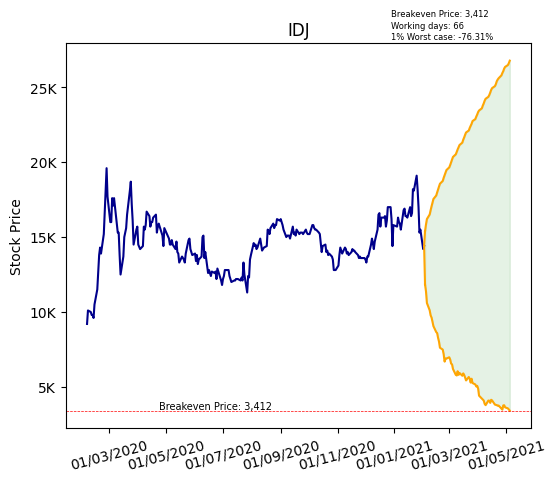 Breakeven Price: 3,412
Working days: 66
1% Worst case: -76.31%
IDJ
Stock Price
25K
20K
15K
10K
5K
Breakeven Price: 3,412
01/03/2020 01/05/2020 01/07/2020 01/09/2020 01/11/2020 01/01/2021 01/03/2021 01/05/2021